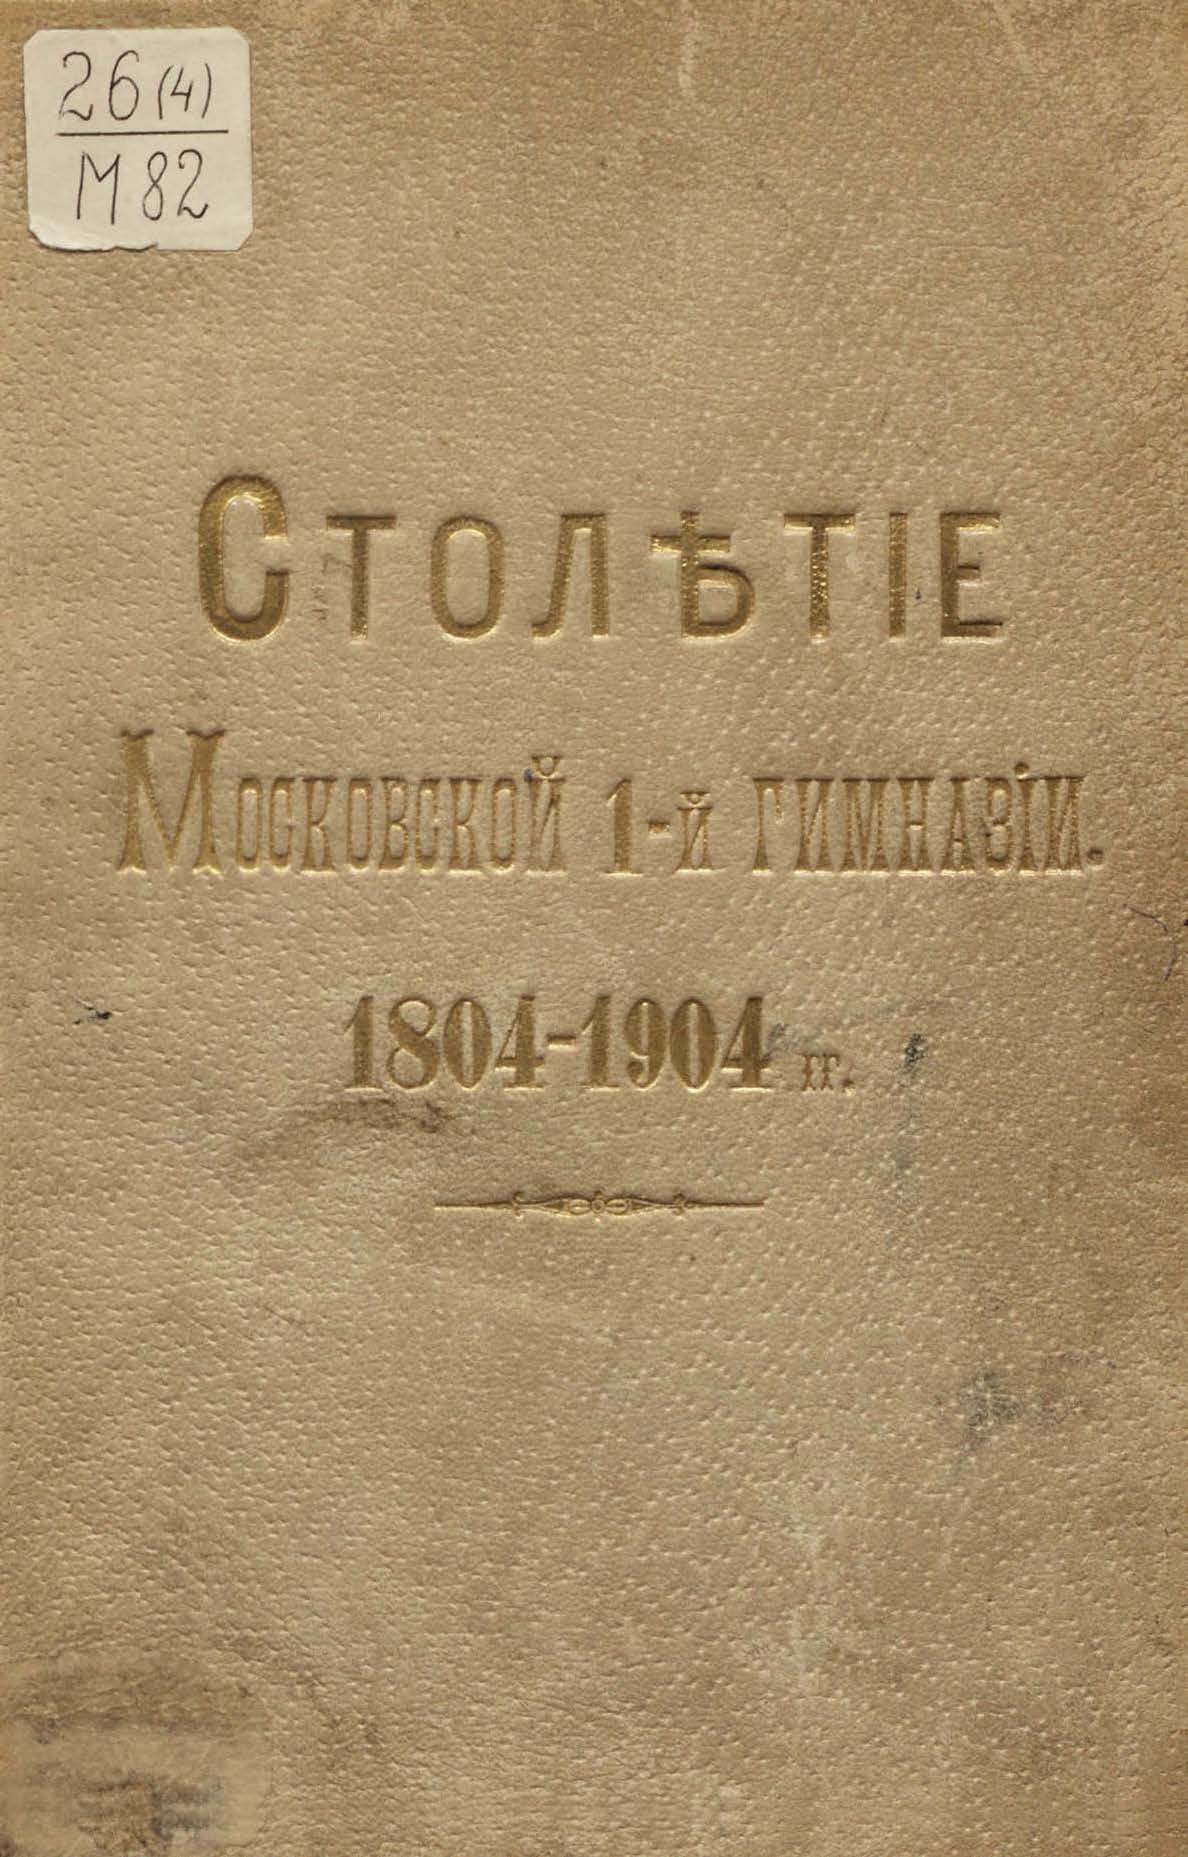 26(4)
М82
Столѣтіе
Московской 1-й гимназіи.
1804-1904 гг.